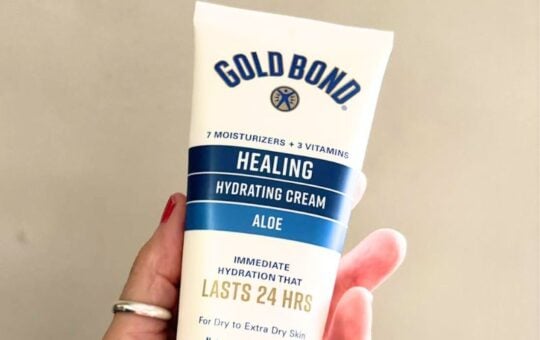 GOLD BOND®
7 MOISTURIZERS + 3 VITAMINS
HEALING
HYDRATING CREAM
ALOE
IMMEDIATE
HYDRATION THAT
LASTS 24 HRS
For Dry to Extra Dry Skin